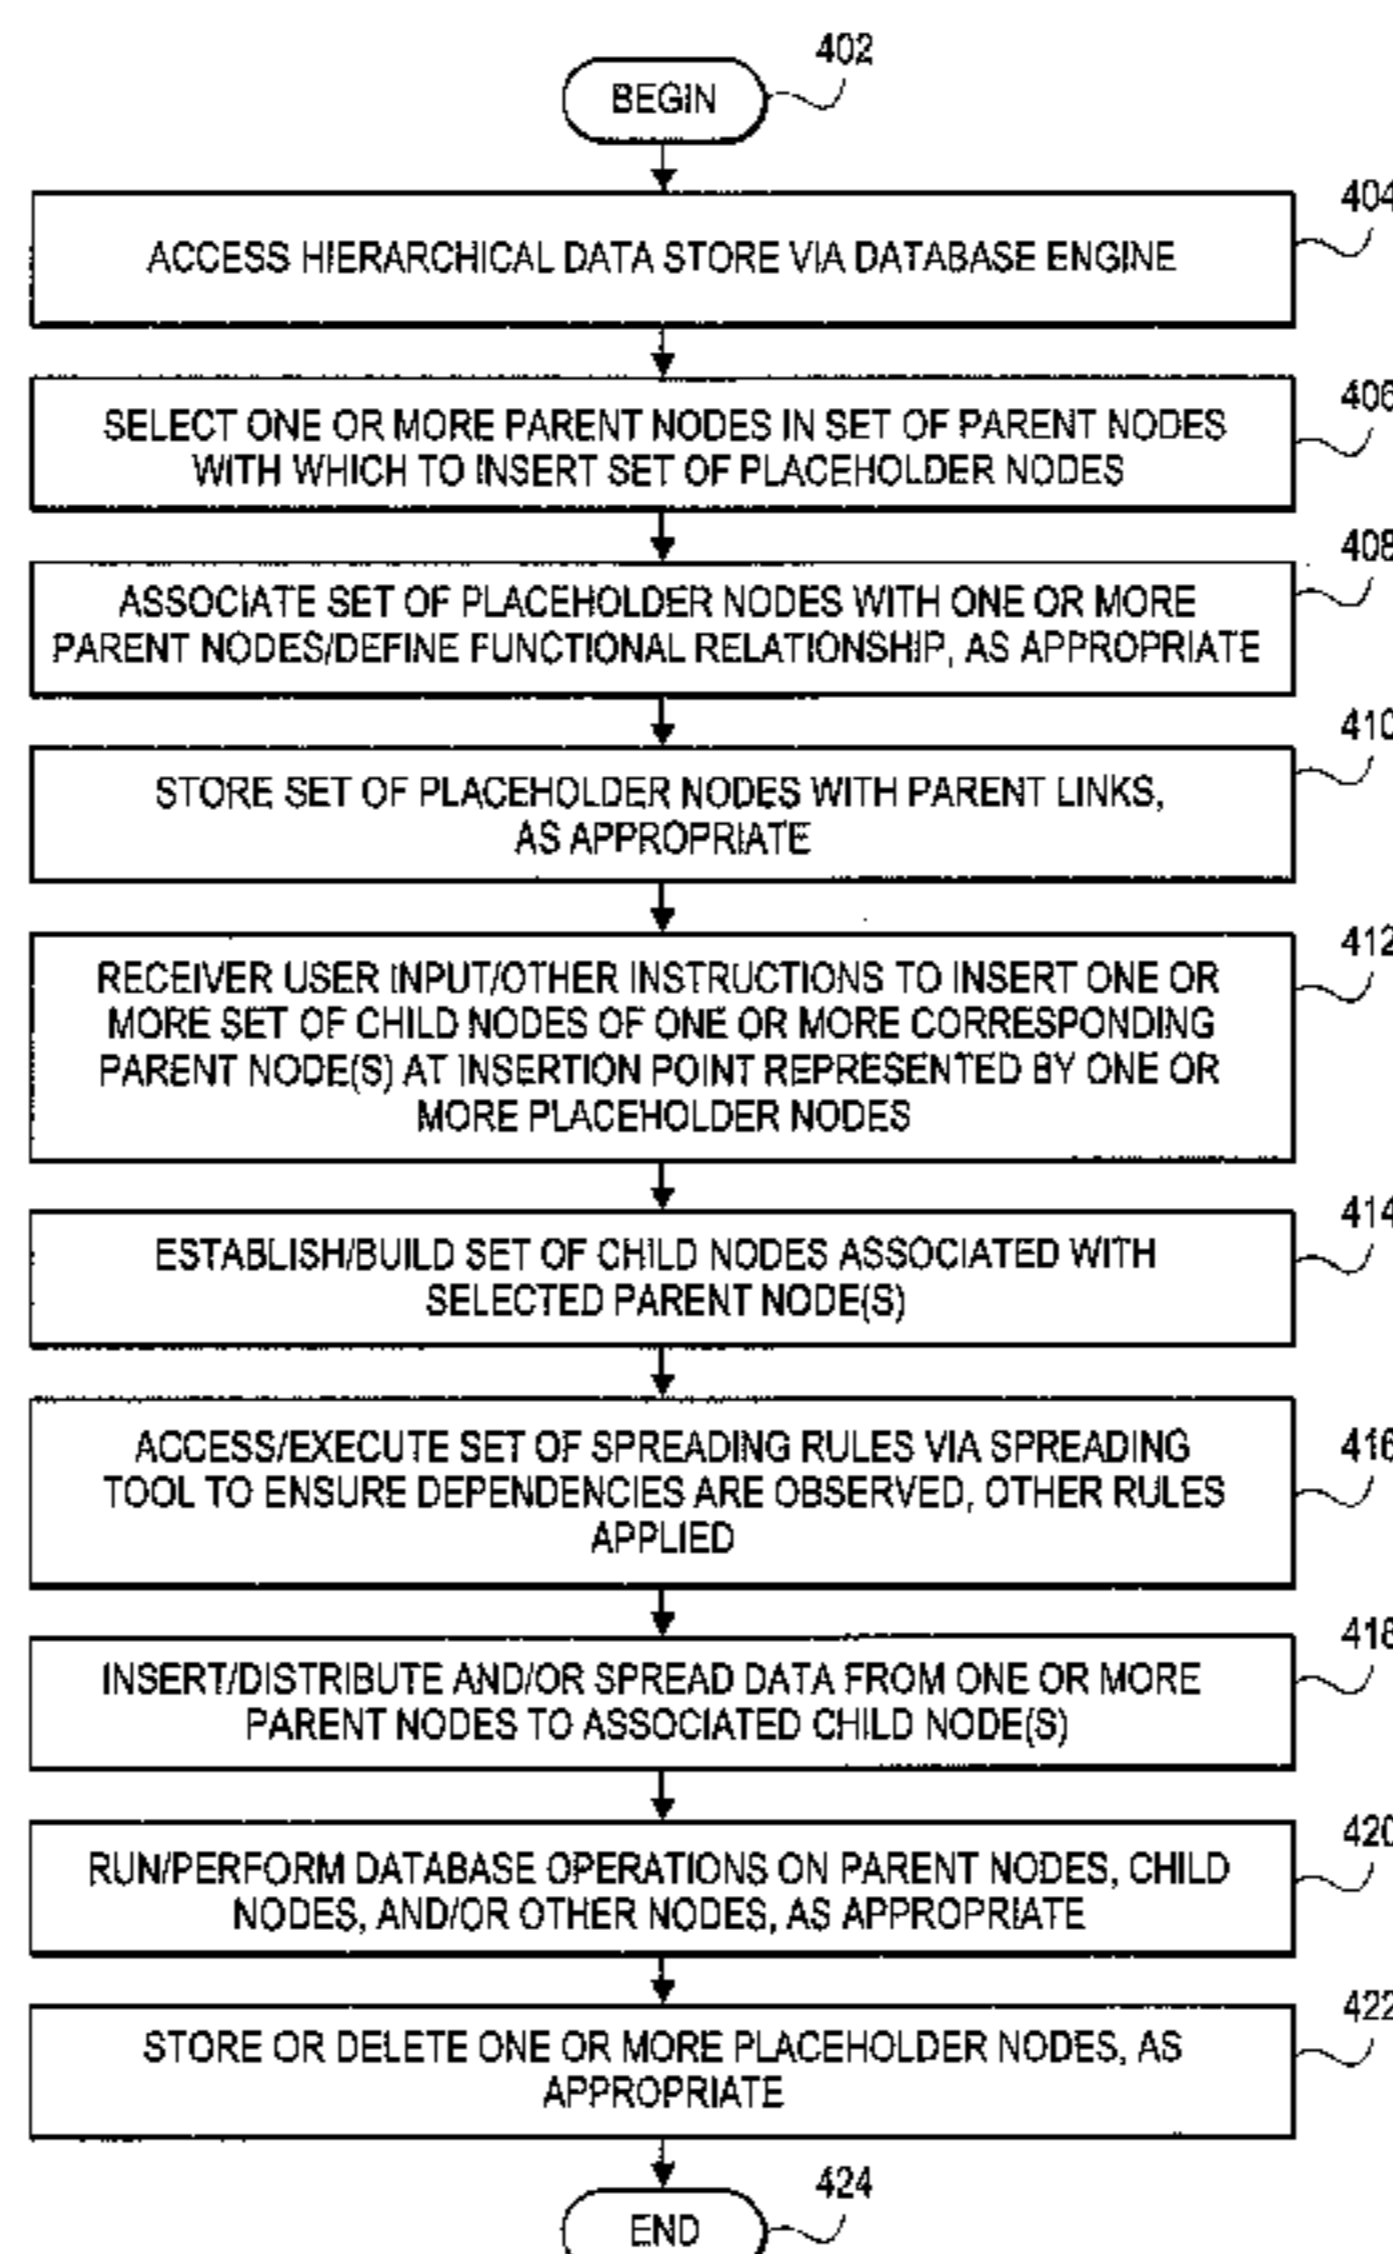 402
BEGIN
404
ACCESS HIERARCHICAL DATA STORE VIA DATABASE ENGINE
406
SELECT ONE OR MORE PARENT NODES IN SET OF PARENT NODES
WITH WHICH TO INSERT SET OF PLACEHOLDER NODES
408
ASSOCIATE SET OF PLACEHOLDER NODES WITH ONE OR MORE
PARENT NODES/DEFINE FUNCTIONAL RELATIONSHIP, AS APPROPRIATE
410
STORE SET OF PLACEHOLDER NODES WITH PARENT LINKS,
AS APPROPRIATE
412
RECEIVER USER INPUT/OTHER INSTRUCTIONS TO INSERT ONE OR
MORE SET OF CHILD NODES OF ONE OR MORE CORRESPONDING
PARENT NODE(S) AT INSERTION POINT REPRESENTED BY ONE OR
MORE PLACEHOLDER NODES
414
ESTABLISH/BUILD SET OF CHILD NODES ASSOCIATED WITH
SELECTED PARENT NODE(S)
416
ACCESS/EXECUTE SET OF SPREADING RULES VIA SPREADING
TOOL TO ENSURE DEPENDENCIES ARE OBSERVED, OTHER RULES
APPLIED
418
INSERT/DISTRIBUTE AND/OR SPREAD DATA FROM ONE OR MORE
PARENT NODES TO ASSOCIATED CHILD NODE(S)
420
RUN/PERFORM DATABASE OPERATIONS ON PARENT NODES, CHILD
NODES, AND/OR OTHER NODES, AS APPROPRIATE
422
STORE OR DELETE ONE OR MORE PLACEHOLDER NODES, AS
APPROPRIATE
424
END